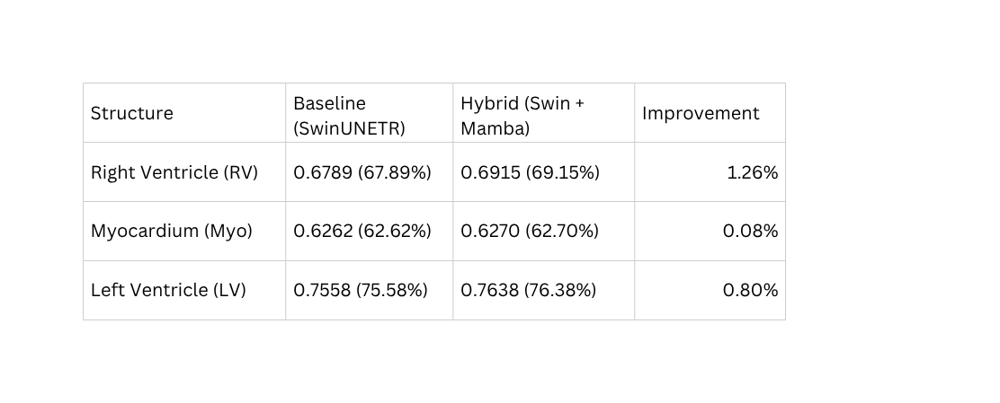 Structure
Baseline
(SwinUNETR)
Hybrid (Swin +
Mamba)
Improvement
Right Ventricle (RV)
0.6789 (67.89%)
0.6915 (69.15%)
1.26%
Myocardium (Myo)
0.6262 (62.62%)
0.6270 (62.70%)
0.08%
Left Ventricle (LV)
0.7558 (75.58%)
0.7638 (76.38%)
0.80%